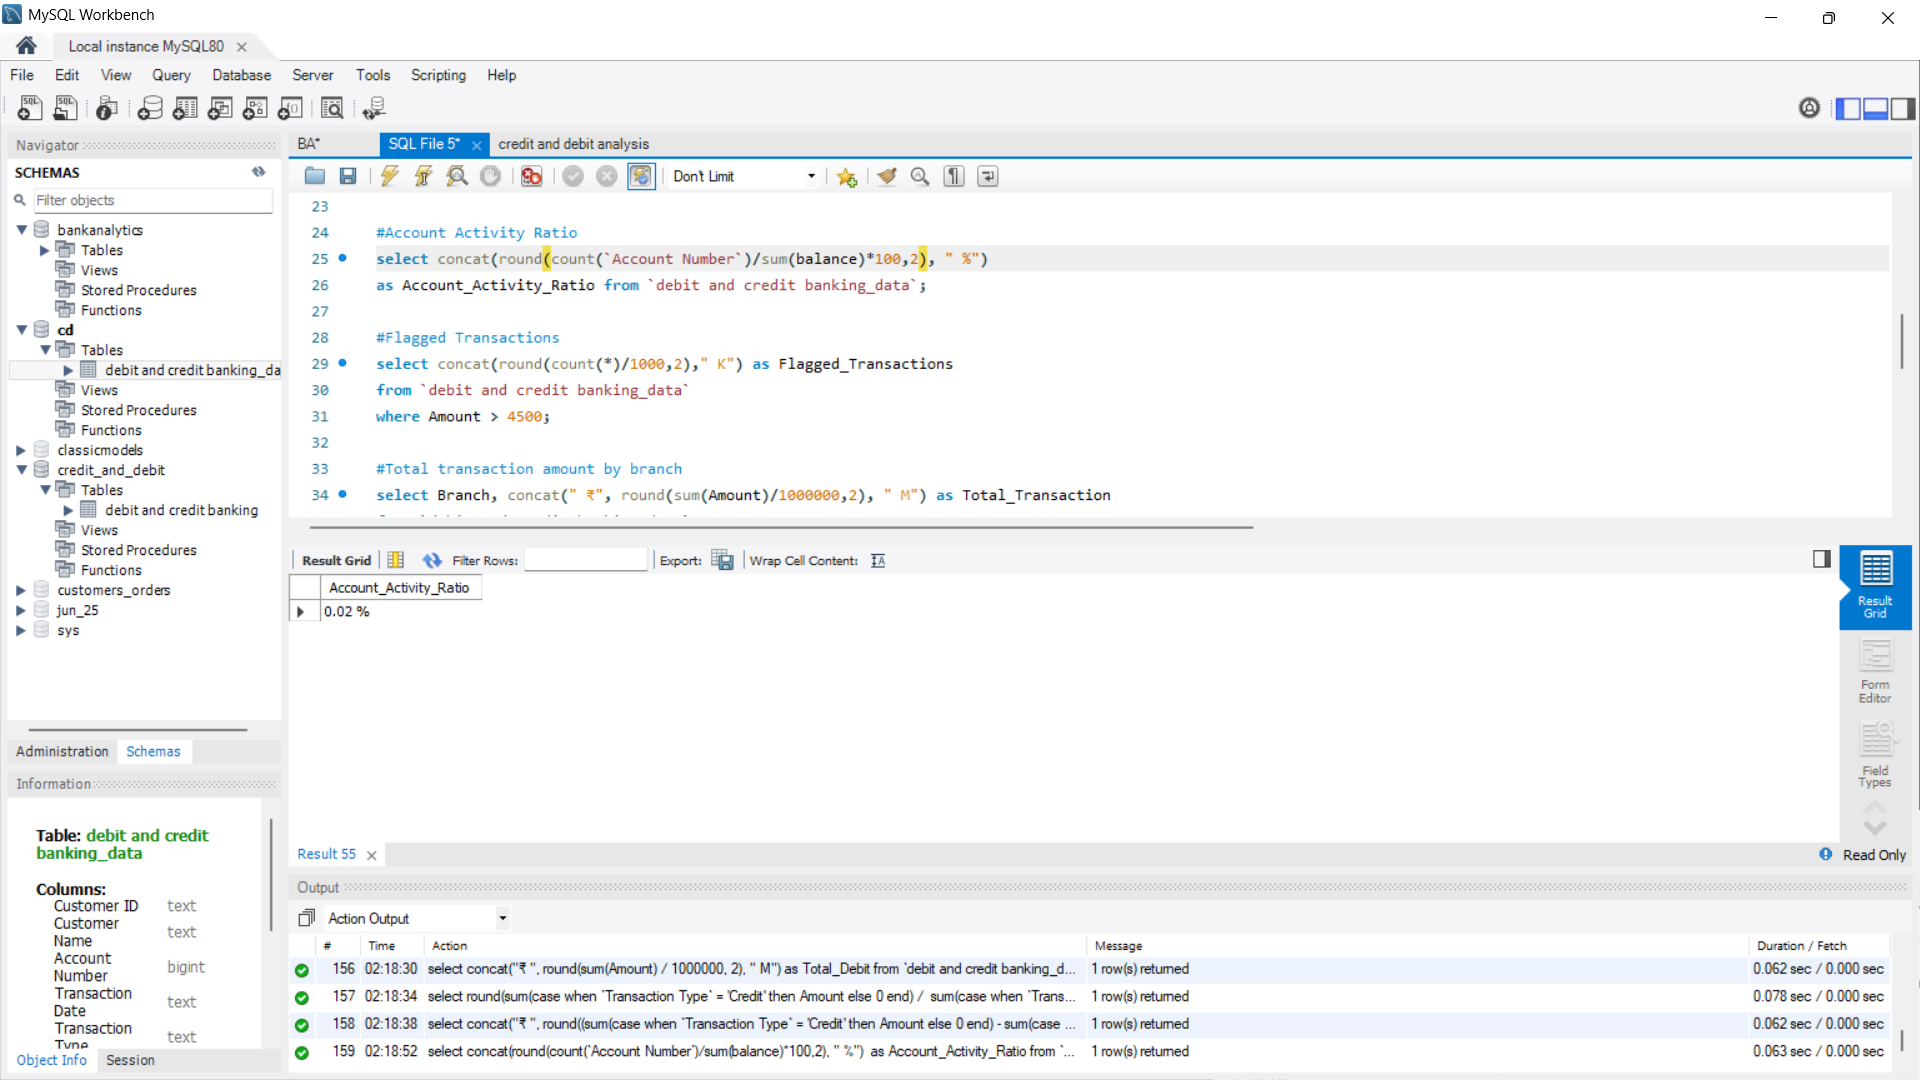 MySQL Workbench
Local instance MySQL80
File Edit View Query Database Server Tools Scripting Help
Navigator
SCHEMAS
Filter objects
bankanalytics
Tables
Views
Stored Procedures
Functions
cd
Tables
debit and credit banking_da
Views
Stored Procedures
Functions
classicmodels
credit_and_debit
Tables
debit and credit banking
Views
Stored Procedures
Functions
customers_orders
jun_25
sys
Administration Schemas
Information
Table: debit and credit
banking_data
Columns:
Customer ID text
Customer
Name text
Account
Number bigint
Transaction
Date text
Transaction
Type text
Object Info Session
BA* SQL File 5* credit and debit analysis
Don't Limit
23
24 #Account Activity Ratio
25 select concat(round(count(`Account Number`)/sum(balance)*100,2), " %")
26 as Account_Activity_Ratio from `debit and credit banking_data`;
27
28 #Flagged Transactions
29 select concat(round(count(*)/1000,2)," K") as Flagged_Transactions
30 from `debit and credit banking_data`
31 where Amount > 4500;
32
33 #Total transaction amount by branch
34 select Branch, concat(" ₹", round(sum(Amount)/1000000,2), " M") as Total_Transaction
Result Grid Filter Rows: Export: Wrap Cell Content:
Account_Activity_Ratio
0.02 %
Result
Grid
Form
Editor
Field
Types
Result 55
Read Only
Output
Action Output
# Time Action Message Duration / Fetch
156 02:18:30 select concat("₹ ", round(sum(Amount) / 1000000, 2), " M") as Total_Debit from `debit and credit banking_d... 1 row(s) returned 0.062 sec / 0.000 sec
157 02:18:34 select round(sum(case when `Transaction Type` = 'Credit' then Amount else 0 end) / sum(case when `Trans... 1 row(s) returned 0.078 sec / 0.000 sec
158 02:18:38 select concat("₹ ", round((sum(case when `Transaction Type` = 'Credit' then Amount else 0 end) - sum(case ... 1 row(s) returned 0.062 sec / 0.000 sec
159 02:18:52 select concat(round(count(`Account Number`)/sum(balance)*100,2), " %") as Account_Activity_Ratio from `... 1 row(s) returned 0.063 sec / 0.000 sec